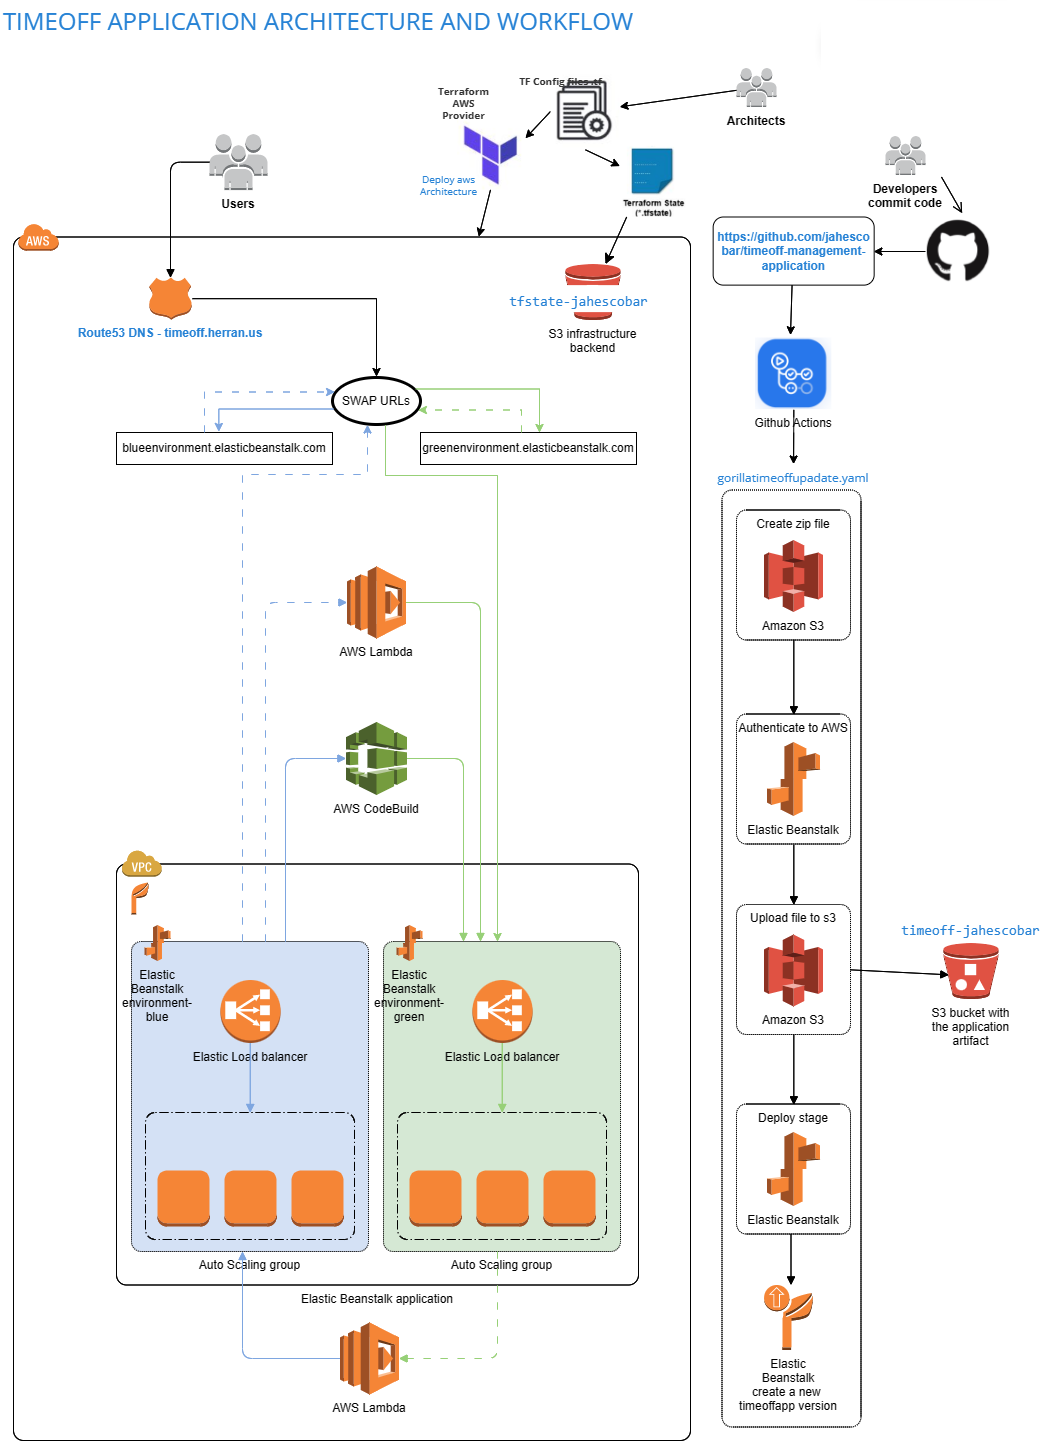 TIMEOFF APPLICATION ARCHITECTURE AND WORKFLOW
TF Config files .tf
Terraform
AWS
Provider
Architects
Deploy aws
Architecture
Terraform State
(*.tfstate)
Users
Developers
commit code
AWS
https://github.com/jahesco
bar/timeoff-management-
application
tfstate-jahescobar
S3 infrastructure
backend
Route53 DNS - timeoff.herran.us
SWAP URLs
Github Actions
blueenvironment.elasticbeanstalk.com
greenenvironment.elasticbeanstalk.com
gorillatimeoffupadate.yaml
Create zip file
Amazon S3
AWS Lambda
Authenticate to AWS
Elastic Beanstalk
AWS CodeBuild
VPC
Upload file to s3
Amazon S3
timeoff-jahescobar
S3 bucket with
the application
artifact
Elastic
Beanstalk
environment-
blue
Elastic Load balancer
Elastic
Beanstalk
environment-
green
Elastic Load balancer
Deploy stage
Elastic Beanstalk
Auto Scaling group
Auto Scaling group
Elastic Beanstalk application
AWS Lambda
Elastic
Beanstalk
create a new
timeoffapp version